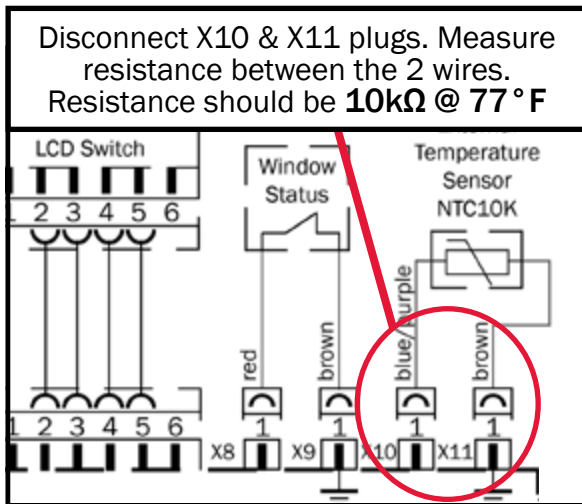 Disconnect X10 & X11 plugs. Measure
resistance between the 2 wires.
Resistance should be 10kΩ @ 77°F
LCD Switch
2 3 4 5 6
Window
Status
Temperature
Sensor
NTC10K
red
brown
blue/purple
brown
2 3 4 5 6
X8 1
X9 1
X10 1
X11 1